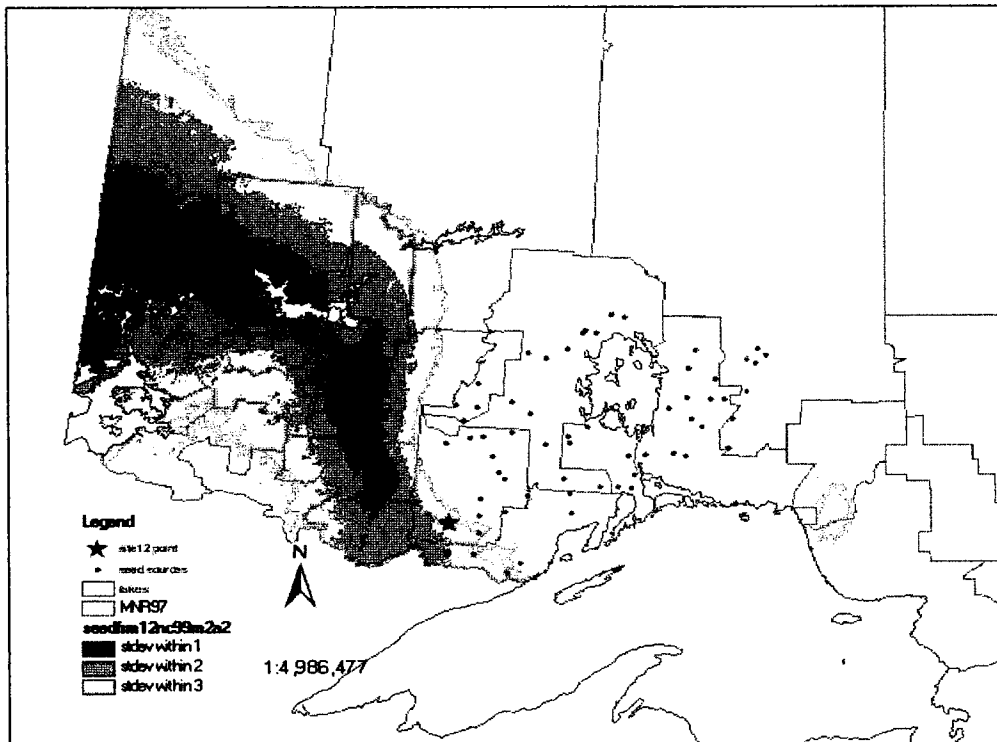 Legend
N
site12 point
seed sources
lakes
MNR97
seedhm12nc99m2a2
stdev within 1
stdev within 2
1:4,986,477
stdev within 3